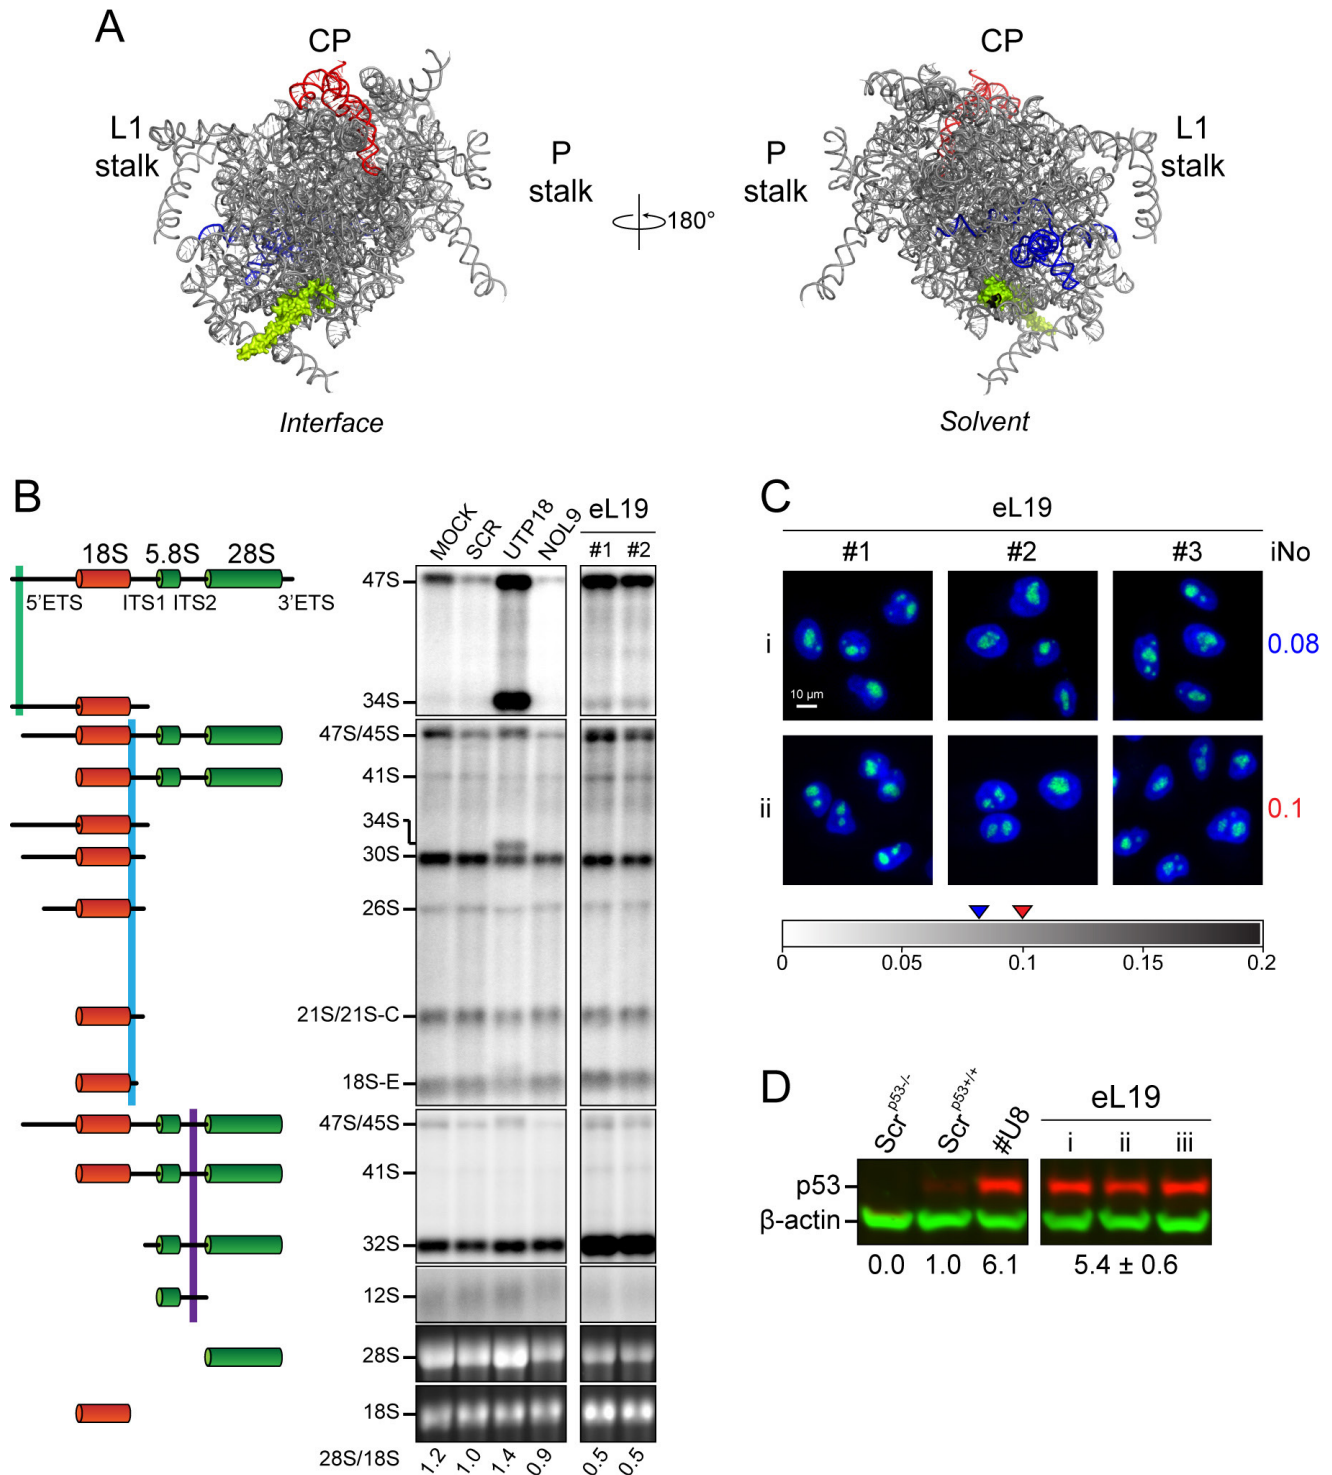 A
CP
L1
stalk
P
stalk
180°
CP
P
stalk
L1
stalk
Interface
Solvent
B
18S 5.8S 28S
5'ETS ITS1 ITS2 3'ETS
MOCK SCR UTP18 NOL9 eL19
#1 #2
47S
34S
47S/45S
41S
34S
30S
26S
21S/21S-C
18S-E
47S/45S
41S
32S
12S
28S
18S
28S/18S 1.2 1.0 1.4 0.9 0.5 0.5
C
eL19
#1 #2 #3 iNo
i 0.08
10 µm
ii 0.1
0 0.05 0.1 0.15 0.2
D
Scr p53-/- Scr p53+/+ #U8 eL19
i ii iii
p53
β-actin
0.0 1.0 6.1 5.4 ± 0.6